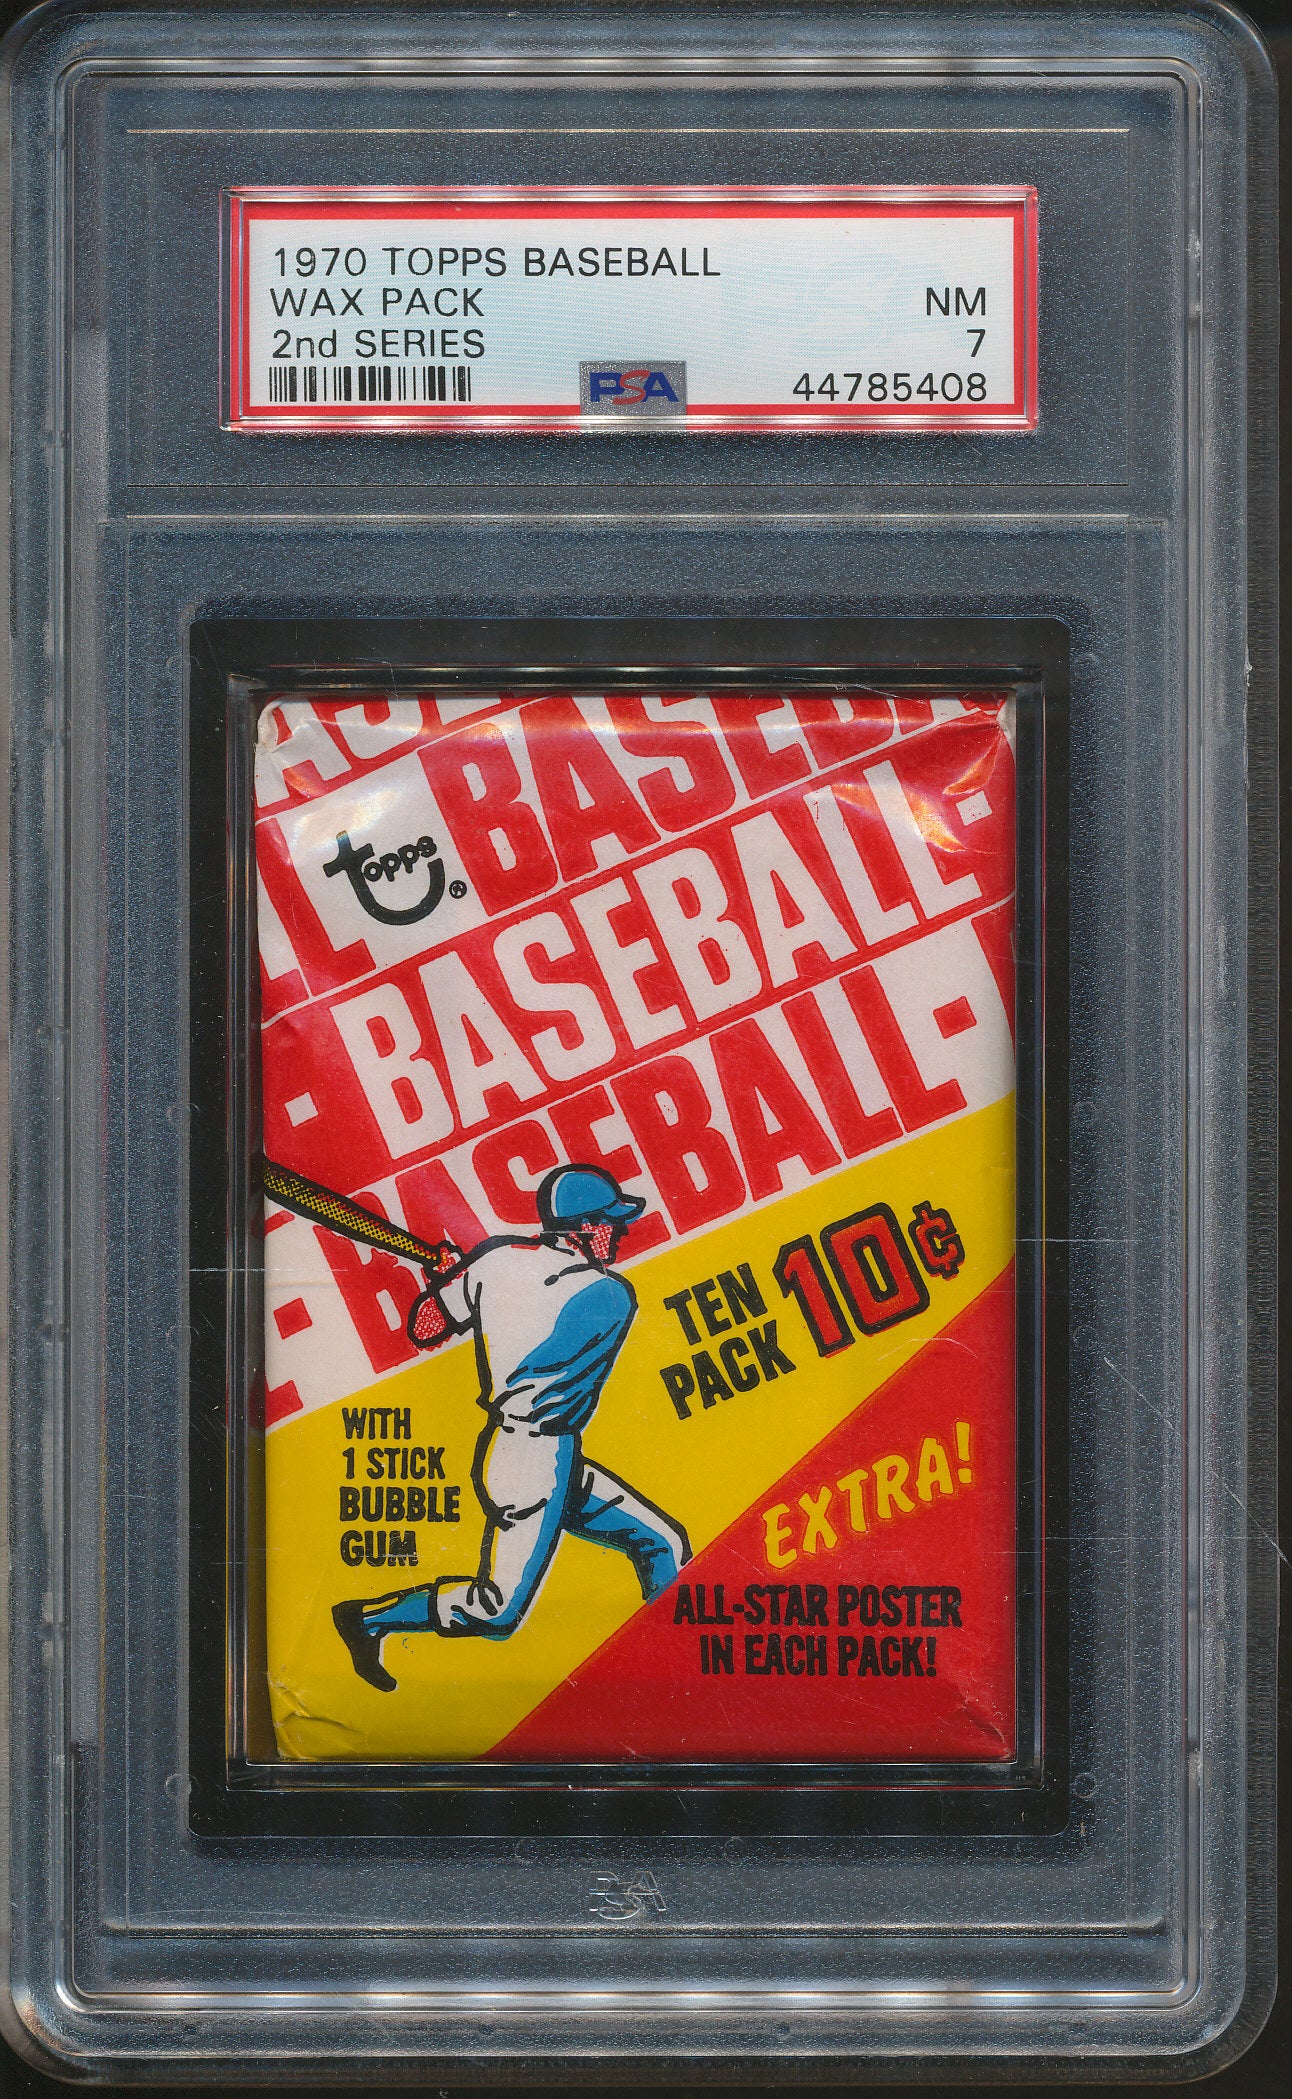 1970 TOPPS BASEBALL
WAX PACK
NM
2nd SERIES
7
PSA
44785408
BASEBALL
topps®
BASEBALL
BASEBALL
TEN PACK 10¢
WITH
1 STICK
BUBBLE
GUM
EXTRA!
ALL-STAR POSTER
IN EACH PACK!
PSA